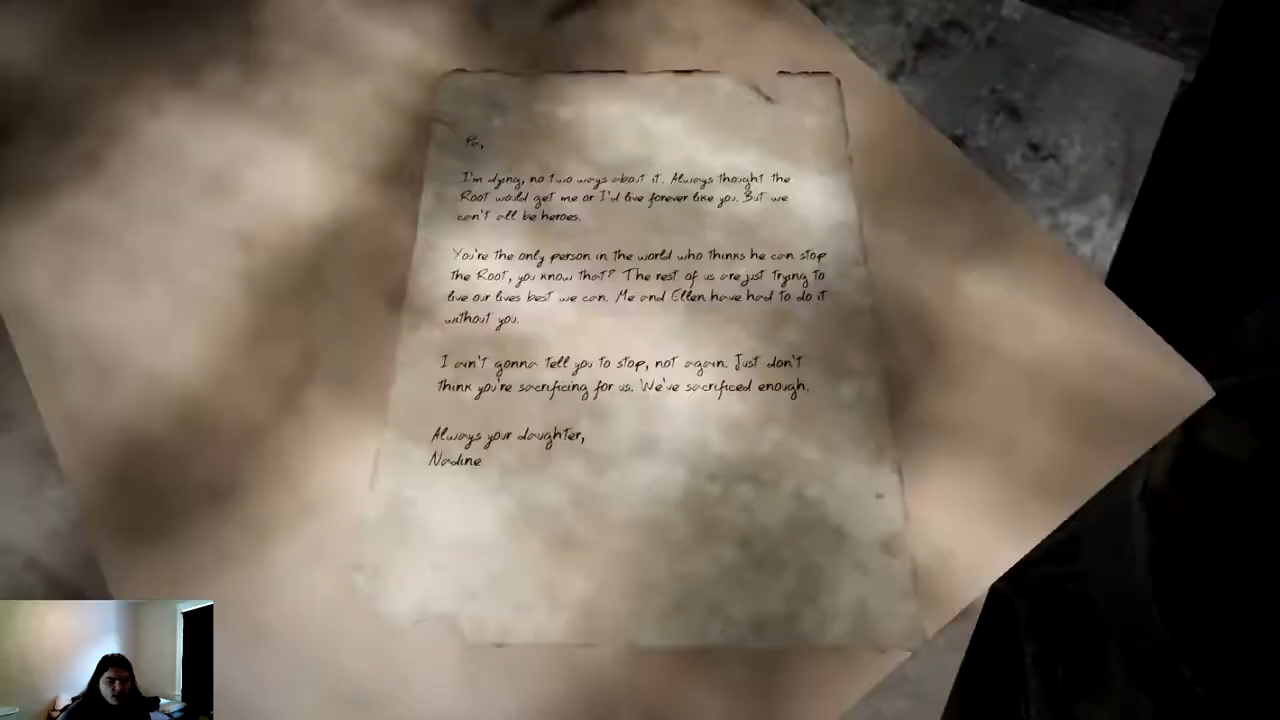 Pa,
I'm dying, no two ways about it. Always thought the
Root would get me or I'd live forever like you. But we
can't all be heroes.
You're the only person in the world who thinks he can stop
the Root, you know that? The rest of us are just trying to
live our lives best we can. Me and Ellen have had to do it
without you.
I ain't gonna tell you to stop, not again. Just don't
think you're sacrificing for us. We've sacrificed enough.
Always your daughter,
Nadine